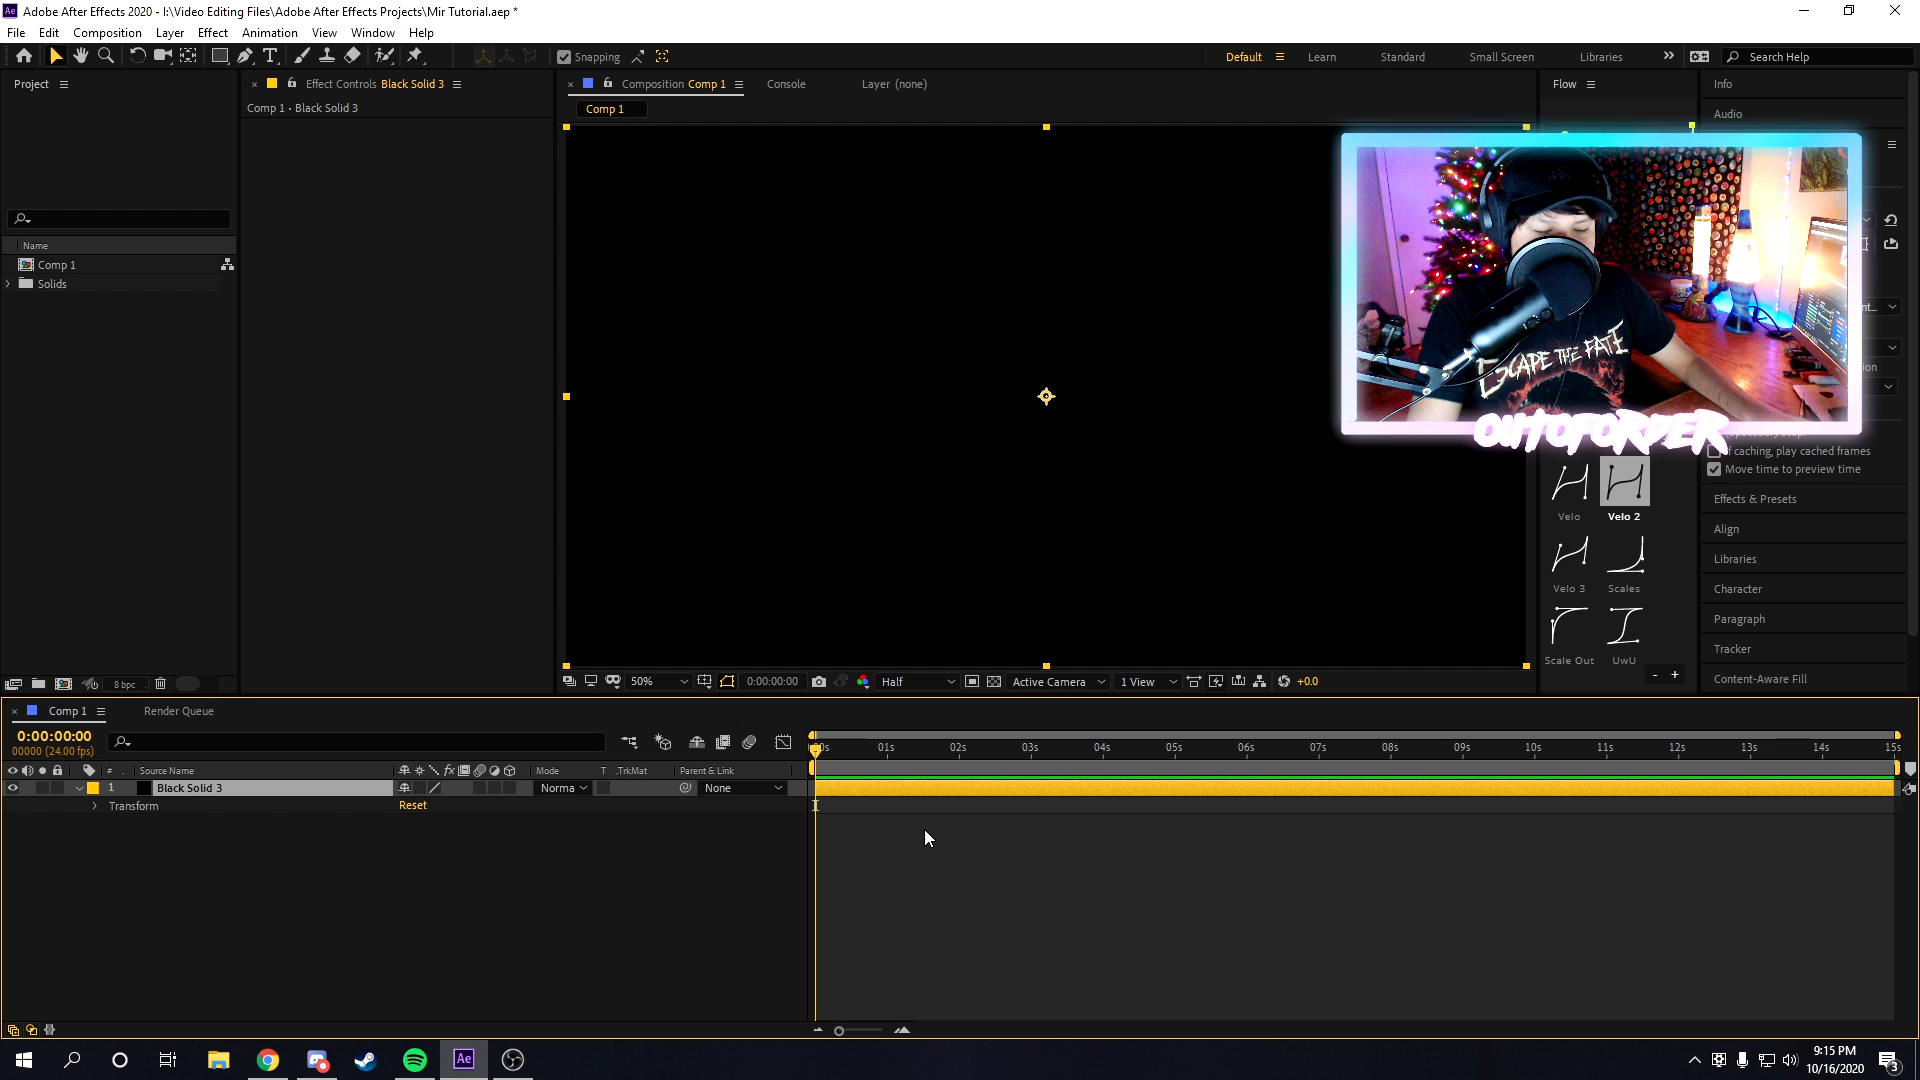 Adobe After Effects 2020 - I:\Video Editing Files\Adobe After Effects Projects\Mir Tutorial.aep *
File Edit Composition Layer Effect Animation View Window Help
Snapping
Default Learn Standard Small Screen Libraries Search Help
Project
Effect Controls Black Solid 3
Composition Comp 1 Console Layer (none)
Flow
Info
Comp 1 • Black Solid 3
Comp 1
Audio
Name
Comp 1
Solids
ESCAPE THE FATE
OUTOFORDER
If caching, play cached frames
Move time to preview time
Velo Velo 2
Velo 3 Scales
Scale Out UwU
Effects & Presets
Align
Libraries
Character
Paragraph
Tracker
Content-Aware Fill
8 bpc
50% 0:00:00:00 Half Active Camera 1 View +0.0
- +
Comp 1 Render Queue
0:00:00:00
00000 (24.00 fps)
:00s 01s 02s 03s 04s 05s 06s 07s 08s 09s 10s 11s 12s 13s 14s 15s
# Source Name fx Mode T .TrkMat Parent & Link
1 Black Solid 3 Norma None
Transform Reset
Ae
9:15 PM
10/16/2020
3